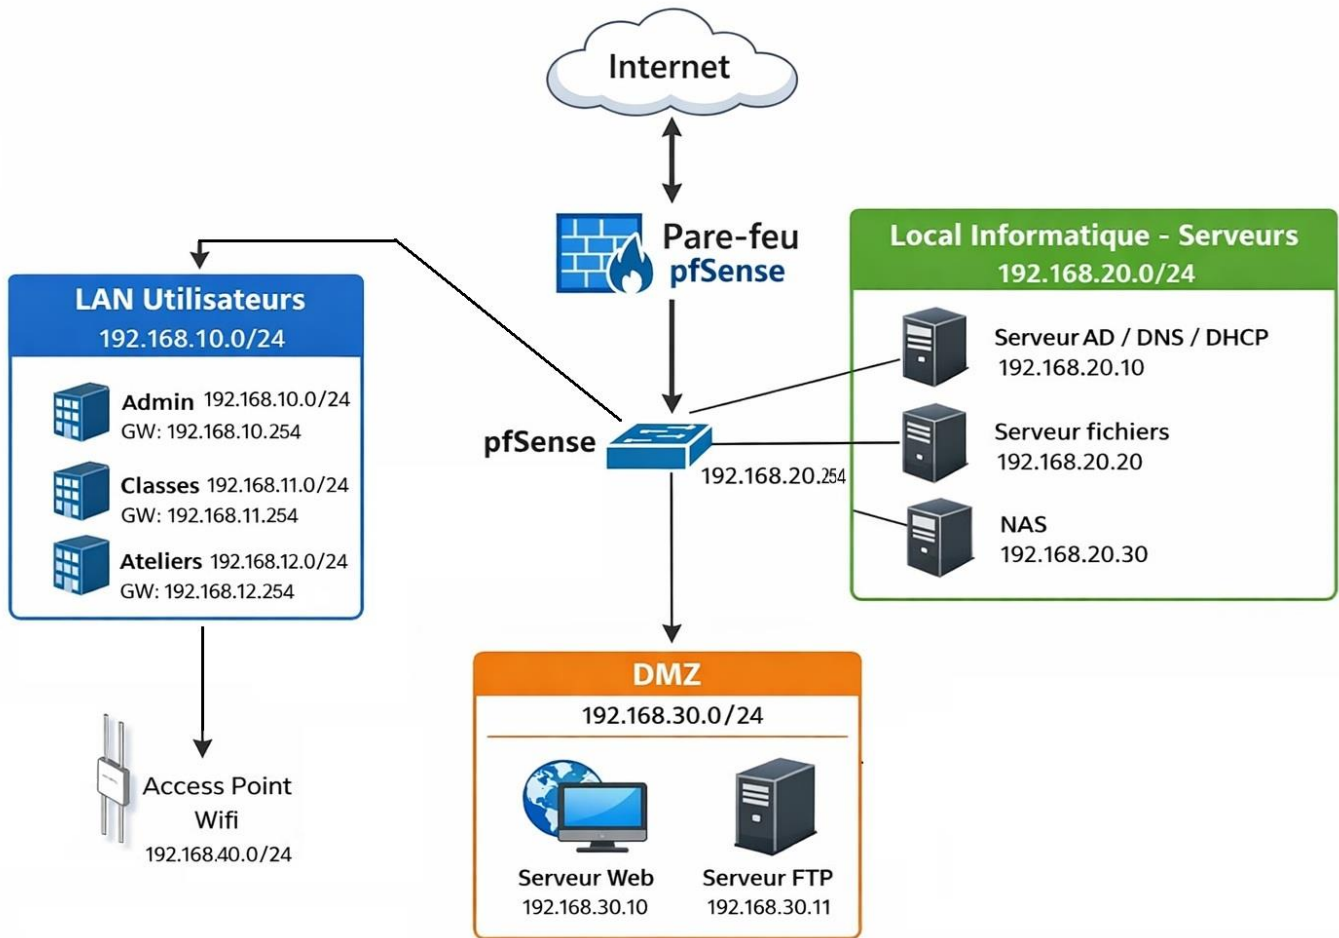 Internet
Pare-feu
pfSense
LAN Utilisateurs
192.168.10.0/24
Admin 192.168.10.0/24
GW: 192.168.10.254
Classes 192.168.11.0/24
GW: 192.168.11.254
Ateliers 192.168.12.0/24
GW: 192.168.12.254
Access Point
Wifi
192.168.40.0/24
pfSense
192.168.20.254
Local Informatique - Serveurs
192.168.20.0/24
Serveur AD / DNS / DHCP
192.168.20.10
Serveur fichiers
192.168.20.20
NAS
192.168.20.30
DMZ
192.168.30.0/24
Serveur Web
192.168.30.10
Serveur FTP
192.168.30.11